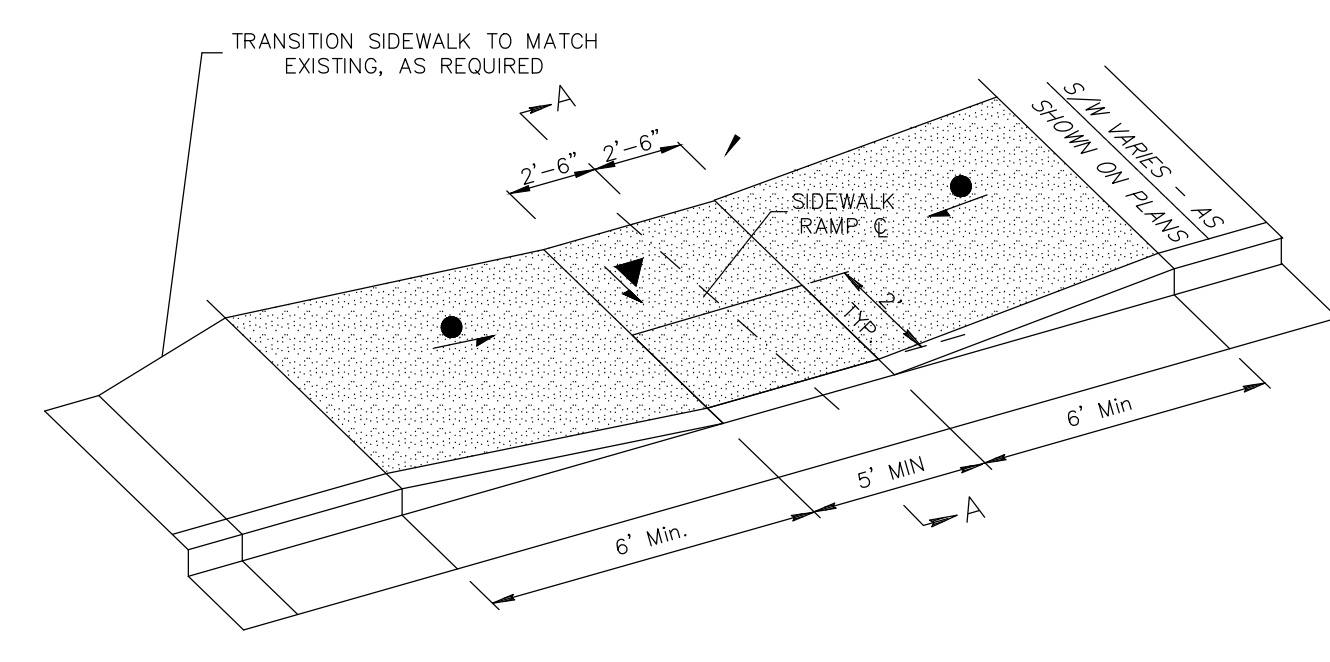 TRANSITION SIDEWALK TO MATCH
EXISTING, AS REQUIRED
A
2'-6"
2'-6"
S/W VARIES - AS
SHOWN ON PLANS
SIDEWALK
RAMP ℄
2'
TYP.
6' Min
5' MIN
A
6' Min.